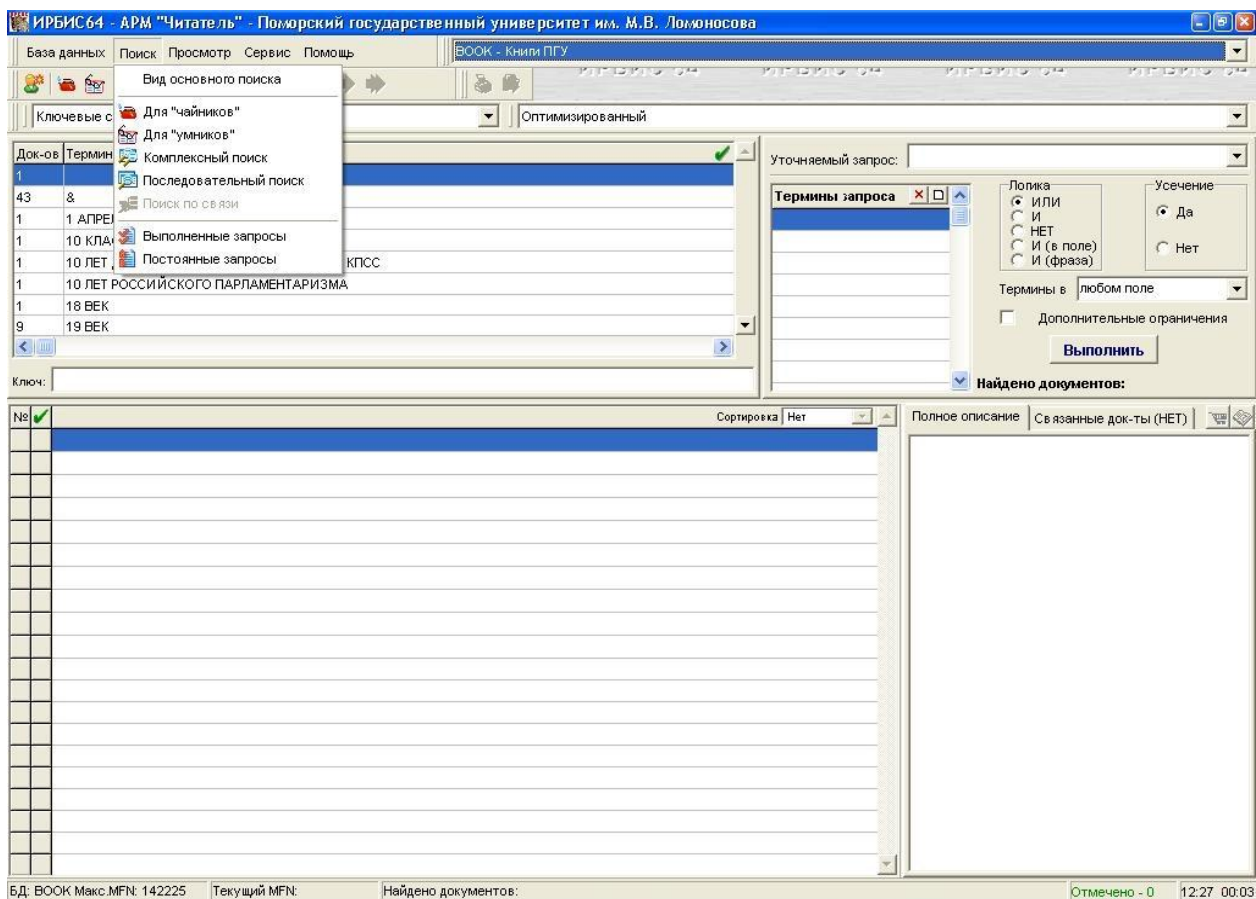 ИРБИС64 - АРМ "Читатель" - Поморский государственный университет им. М.В. Ломоносова
База данных Поиск Просмотр Сервис Помощь BOOK - Книги ПГУ
Вид основного поиска
Для "чайников"
Для "умников"
Комплексный поиск
Последовательный поиск
Поиск по связи
Выполненные запросы
Постоянные запросы
Ключевые с Оптимизированный
Док-ов Термин
1
43 &
1 1 АПРЕЛ
1 10 КЛА
1 10 ЛЕТ КПСС
1 10 ЛЕТ РОССИЙСКОГО ПАРЛАМЕНТАРИЗМА
1 18 ВЕК
9 19 ВЕК
Ключ:
Уточняемый запрос:
Термины запроса
Логика
ИЛИ
И
НЕТ
И (в поле)
И (фраза)
Усечение
Да
Нет
Термины в любом поле
Дополнительные ограничения
Выполнить
Найдено документов:
№ Сортировка Нет
Полное описание Связанные док-ты (НЕТ)
БД: BOOK Макс.MFN: 142225 Текущий MFN: Найдено документов: Отмечено - 0 12:27 00:03